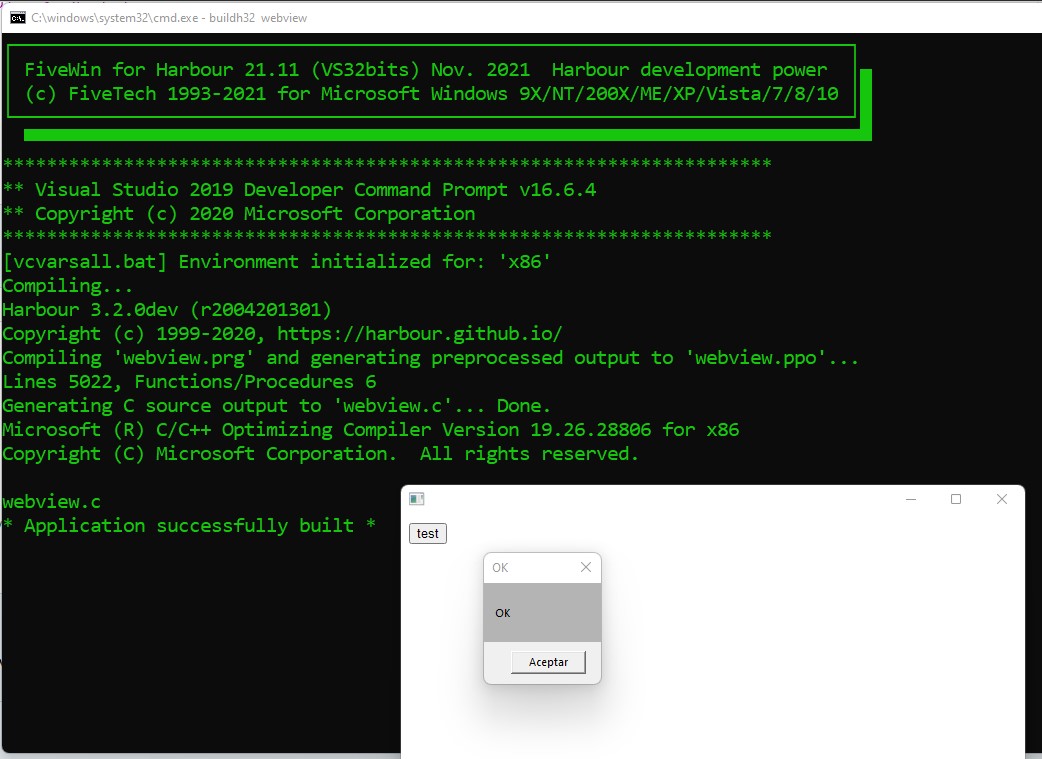 C:\windows\system32\cmd.exe - buildh32  webview
FiveWin for Harbour 21.11 (VS32bits) Nov. 2021  Harbour development power
(c) FiveTech 1993-2021 for Microsoft Windows 9X/NT/200X/ME/XP/Vista/7/8/10
**********************************************************************
** Visual Studio 2019 Developer Command Prompt v16.6.4
** Copyright (c) 2020 Microsoft Corporation
**********************************************************************
[vcvarsall.bat] Environment initialized for: 'x86'
Compiling...
Harbour 3.2.0dev (r2004201301)
Copyright (c) 1999-2020, https://harbour.github.io/
Compiling 'webview.prg' and generating preprocessed output to 'webview.ppo'...
Lines 5022, Functions/Procedures 6
Generating C source output to 'webview.c'... Done.
Microsoft (R) C/C++ Optimizing Compiler Version 19.26.28806 for x86
Copyright (C) Microsoft Corporation.  All rights reserved.
webview.c
* Application successfully built *
test
OK
OK
Aceptar